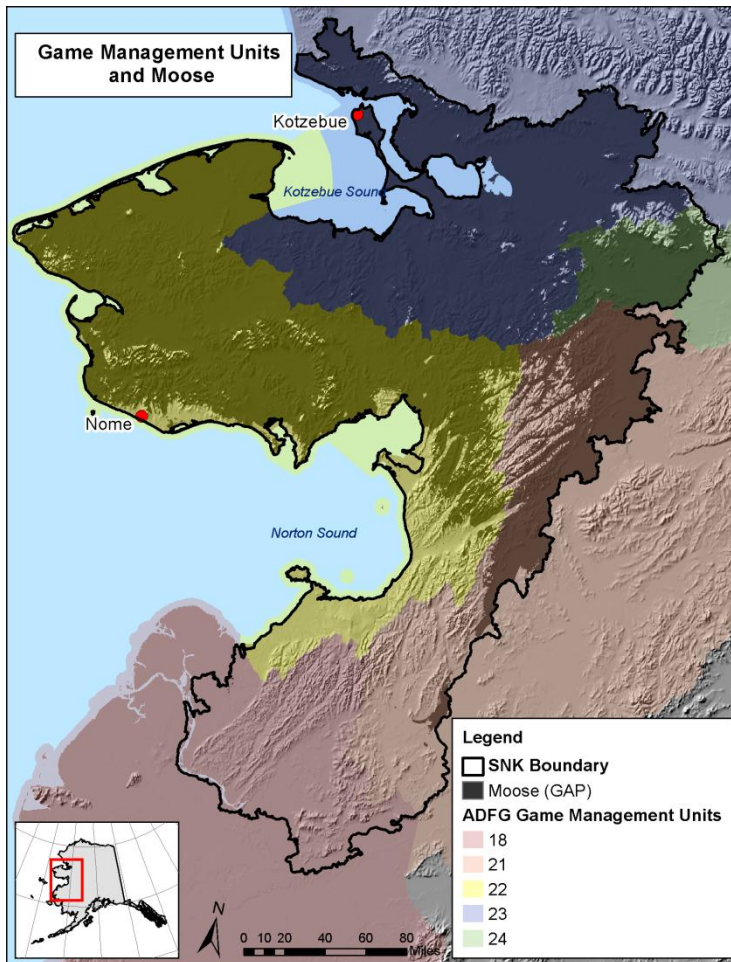 Game Management Units
and Moose
Kotzebue
Kotzebue Sound
Nome
Norton Sound
Legend
SNK Boundary
Moose (GAP)
ADFG Game Management Units
18
21
22
23
24
N
0 10 20 40 60 80
Miles